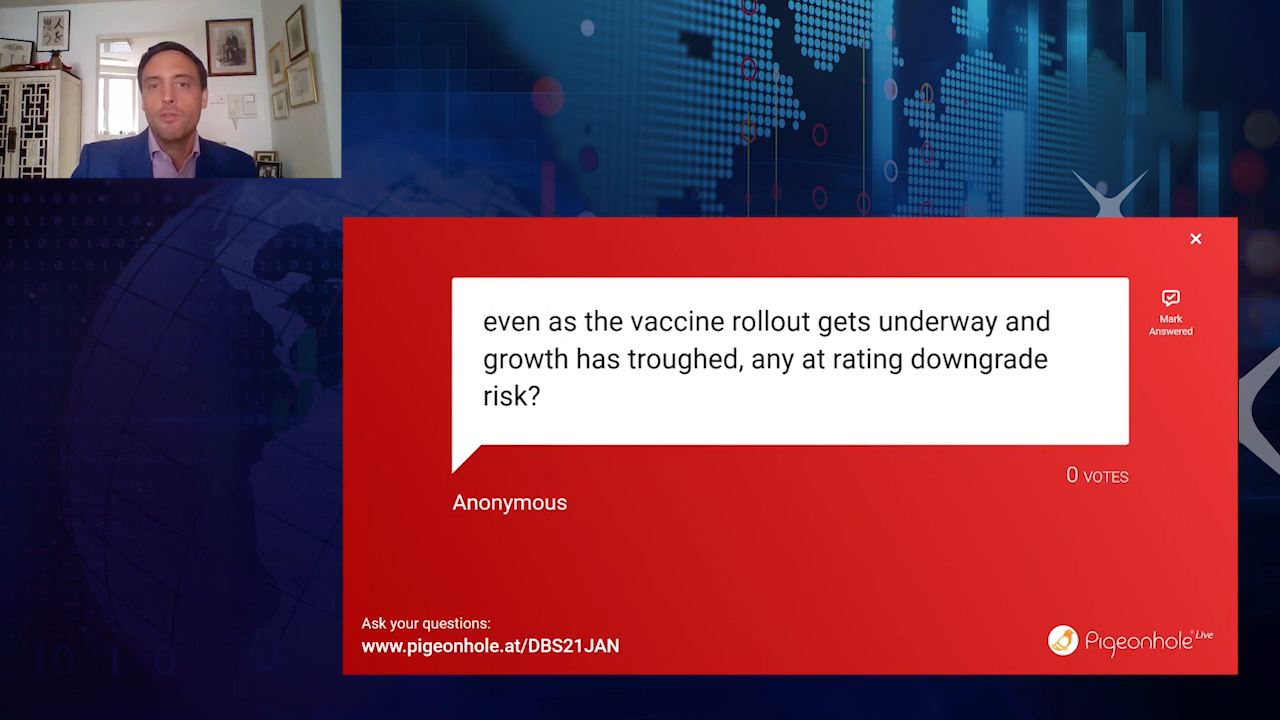 even as the vaccine rollout gets underway and
growth has troughed, any at rating downgrade
risk?
Mark
Answered
0 VOTES
Anonymous
Ask your questions:
www.pigeonhole.at/DBS21JAN
Pigeonhole Live